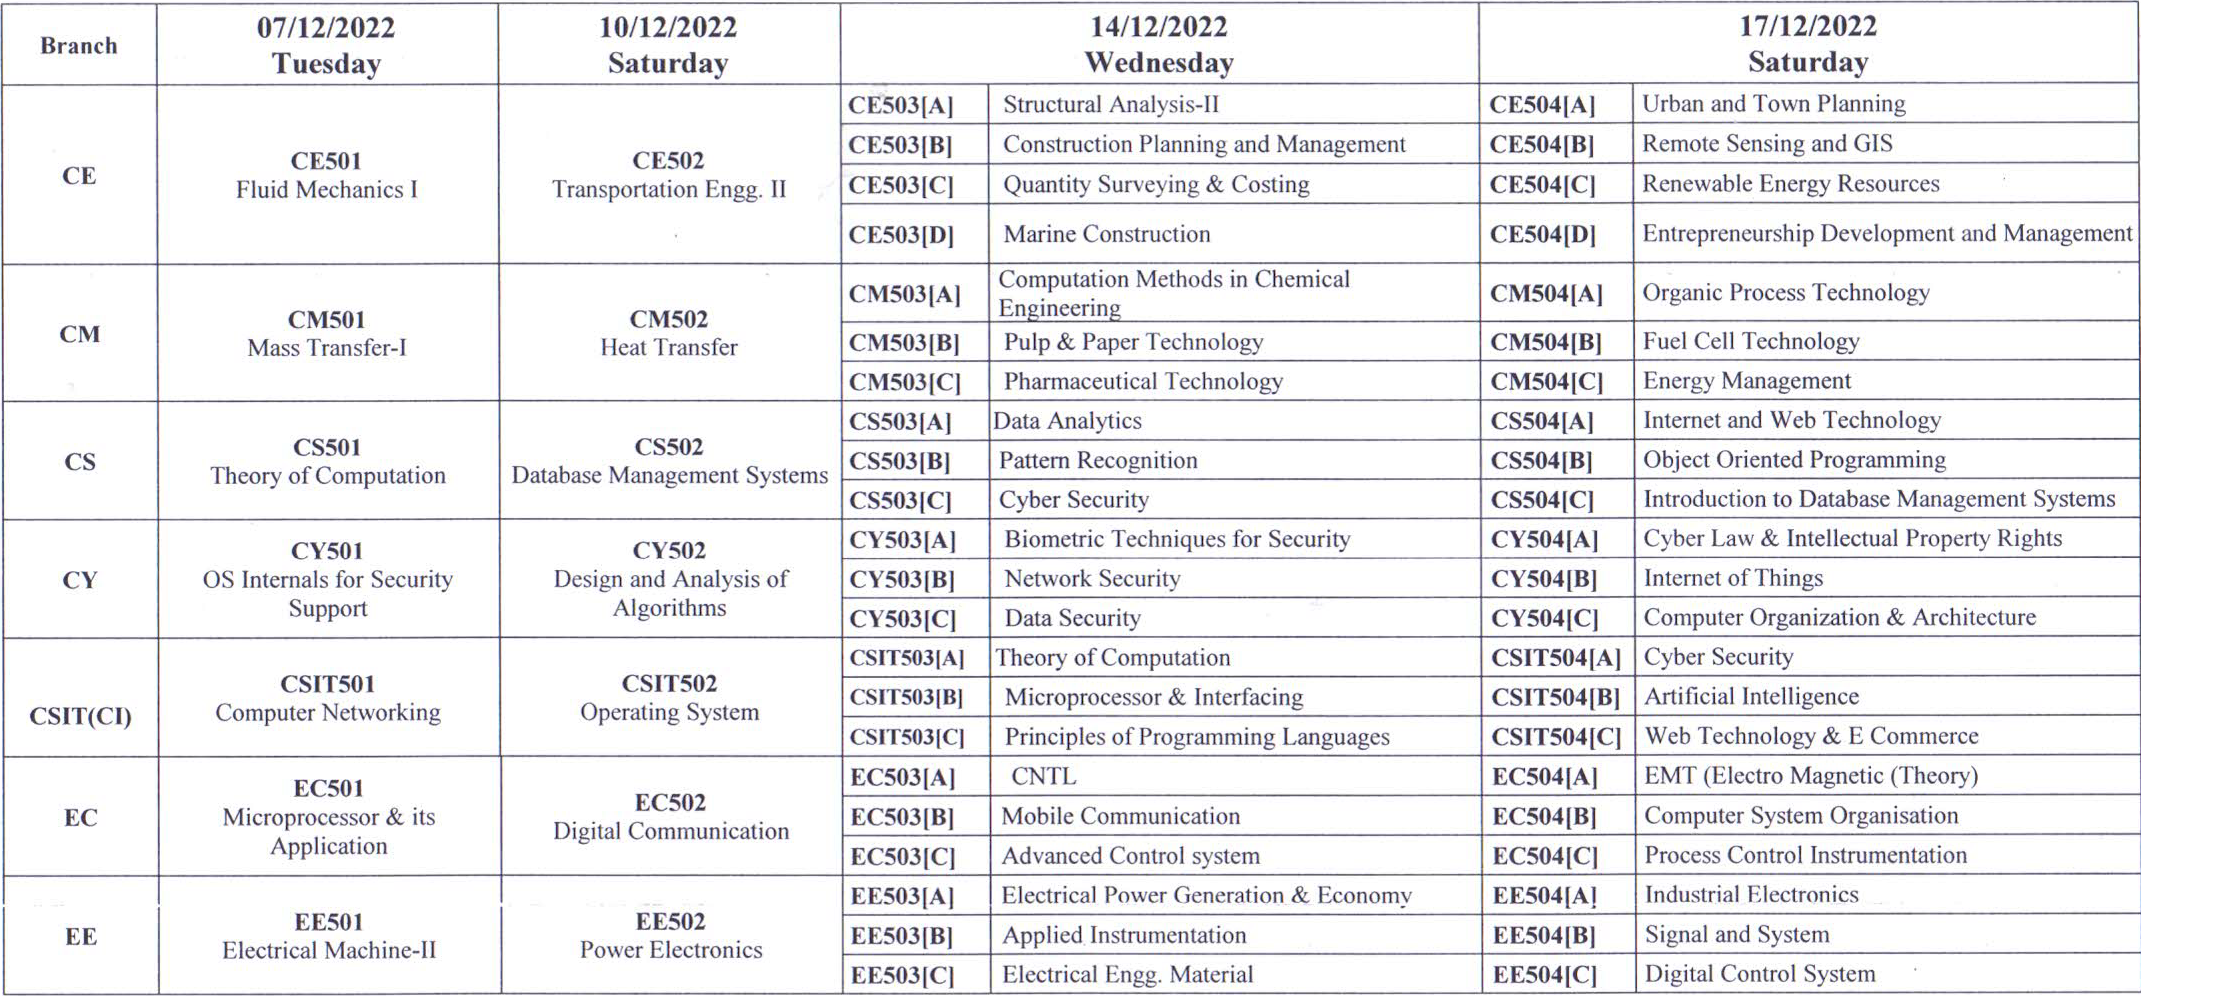 Branch
07/12/2022
Tuesday
10/12/2022
Saturday
14/12/2022
Wednesday
17/12/2022
Saturday
CE
CE501
Fluid Mechanics I
CE502
Transportation Engg. II
CE503[A] Structural Analysis-II
CE504[A] Urban and Town Planning
CE503[B] Construction Planning and Management
CE504[B] Remote Sensing and GIS
CE503[C] Quantity Surveying & Costing
CE504[C] Renewable Energy Resources
CE503[D] Marine Construction
CE504[D] Entrepreneurship Development and Management
CM
CM501
Mass Transfer-I
CM502
Heat Transfer
CM503[A] Computation Methods in Chemical
Engineering
CM504[A] Organic Process Technology
CM503[B] Pulp & Paper Technology
CM504[B] Fuel Cell Technology
CM503[C] Pharmaceutical Technology
CM504[C] Energy Management
CS
CS501
Theory of Computation
CS502
Database Management Systems
CS503[A] Data Analytics
CS504[A] Internet and Web Technology
CS503[B] Pattern Recognition
CS504[B] Object Oriented Programming
CS503[C] Cyber Security
CS504[C] Introduction to Database Management Systems
CY
CY501
OS Internals for Security
Support
CY502
Design and Analysis of
Algorithms
CY503[A] Biometric Techniques for Security
CY504[A] Cyber Law & Intellectual Property Rights
CY503[B] Network Security
CY504[B] Internet of Things
CY503[C] Data Security
CY504[C] Computer Organization & Architecture
CSIT(CI)
CSIT501
Computer Networking
CSIT502
Operating System
CSIT503[A] Theory of Computation
CSIT504[A] Cyber Security
CSIT503[B] Microprocessor & Interfacing
CSIT504[B] Artificial Intelligence
CSIT503[C] Principles of Programming Languages
CSIT504[C] Web Technology & E Commerce
EC
EC501
Microprocessor & its
Application
EC502
Digital Communication
EC503[A] CNTL
EC504[A] EMT (Electro Magnetic (Theory)
EC503[B] Mobile Communication
EC504[B] Computer System Organisation
EC503[C] Advanced Control system
EC504[C] Process Control Instrumentation
EE
EE501
Electrical Machine-II
EE502
Power Electronics
EE503[A] Electrical Power Generation & Economy
EE504[A] Industrial Electronics
EE503[B] Applied Instrumentation
EE504[B] Signal and System
EE503[C] Electrical Engg. Material
EE504[C] Digital Control System